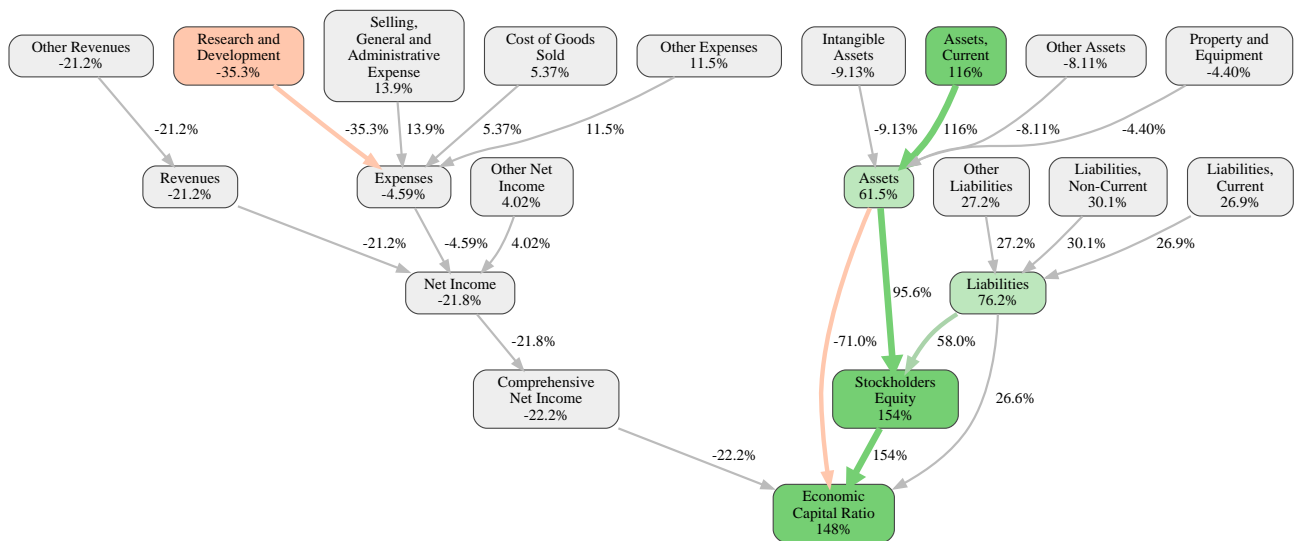 Other Revenues
-21.2%
Research and
Development
-35.3%
Selling,
General and
Administrative
Expense
13.9%
Cost of Goods
Sold
5.37%
Other Expenses
11.5%
Intangible
Assets
-9.13%
Assets,
Current
116%
Other Assets
-8.11%
Property and
Equipment
-4.40%
-21.2%
-35.3%
13.9%
5.37%
11.5%
-9.13%
116%
-8.11%
-4.40%
Revenues
-21.2%
Expenses
-4.59%
Other Net
Income
4.02%
Assets
61.5%
Other
Liabilities
27.2%
Liabilities,
Non-Current
30.1%
Liabilities,
Current
26.9%
-21.2%
-4.59%
4.02%
27.2%
30.1%
26.9%
Net Income
-21.8%
95.6%
Liabilities
76.2%
-21.8%
-71.0%
58.0%
Comprehensive
Net Income
-22.2%
Stockholders
Equity
154%
26.6%
-22.2%
154%
Economic
Capital Ratio
148%